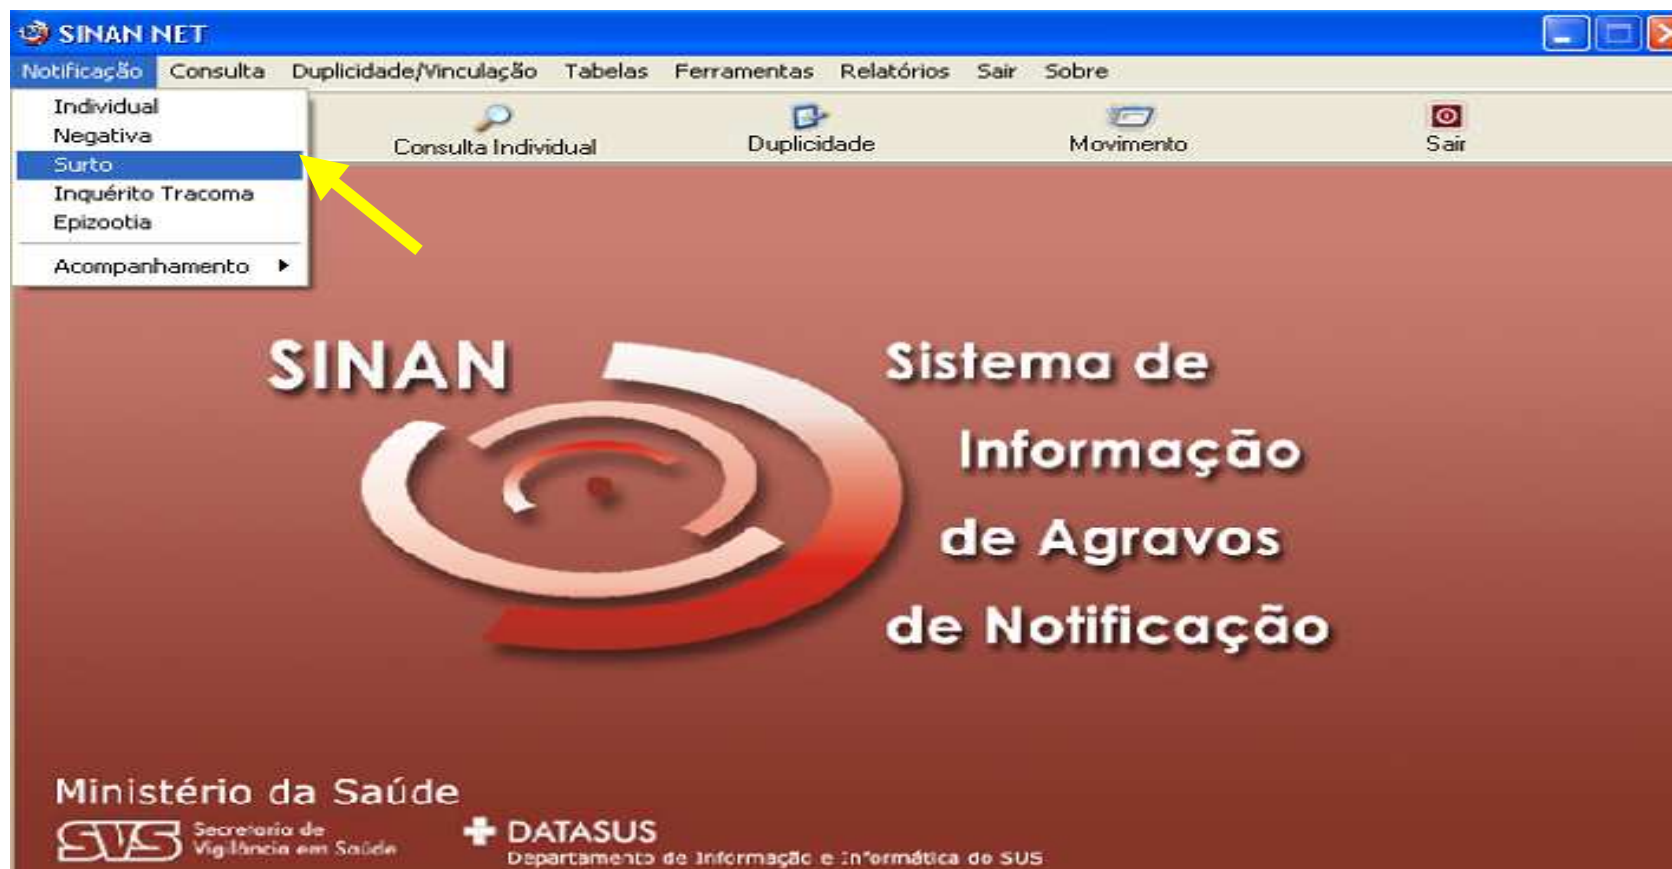 SINAN NET
Notificação Consulta Duplicidade/Vinculação Tabelas Ferramentas Relatórios Sair Sobre
Individual
Negativa
Surto
Inquérito Tracoma
Epizootia
Acompanhamento
Consulta Individual Duplicidade Movimento Sair
SINAN
Sistema de
Informação
de Agravos
de Notificação
Ministério da Saúde
SVS
Secretaria de
Vigilância em Saúde
DATASUS
Departamento de Informação e Informática do SUS